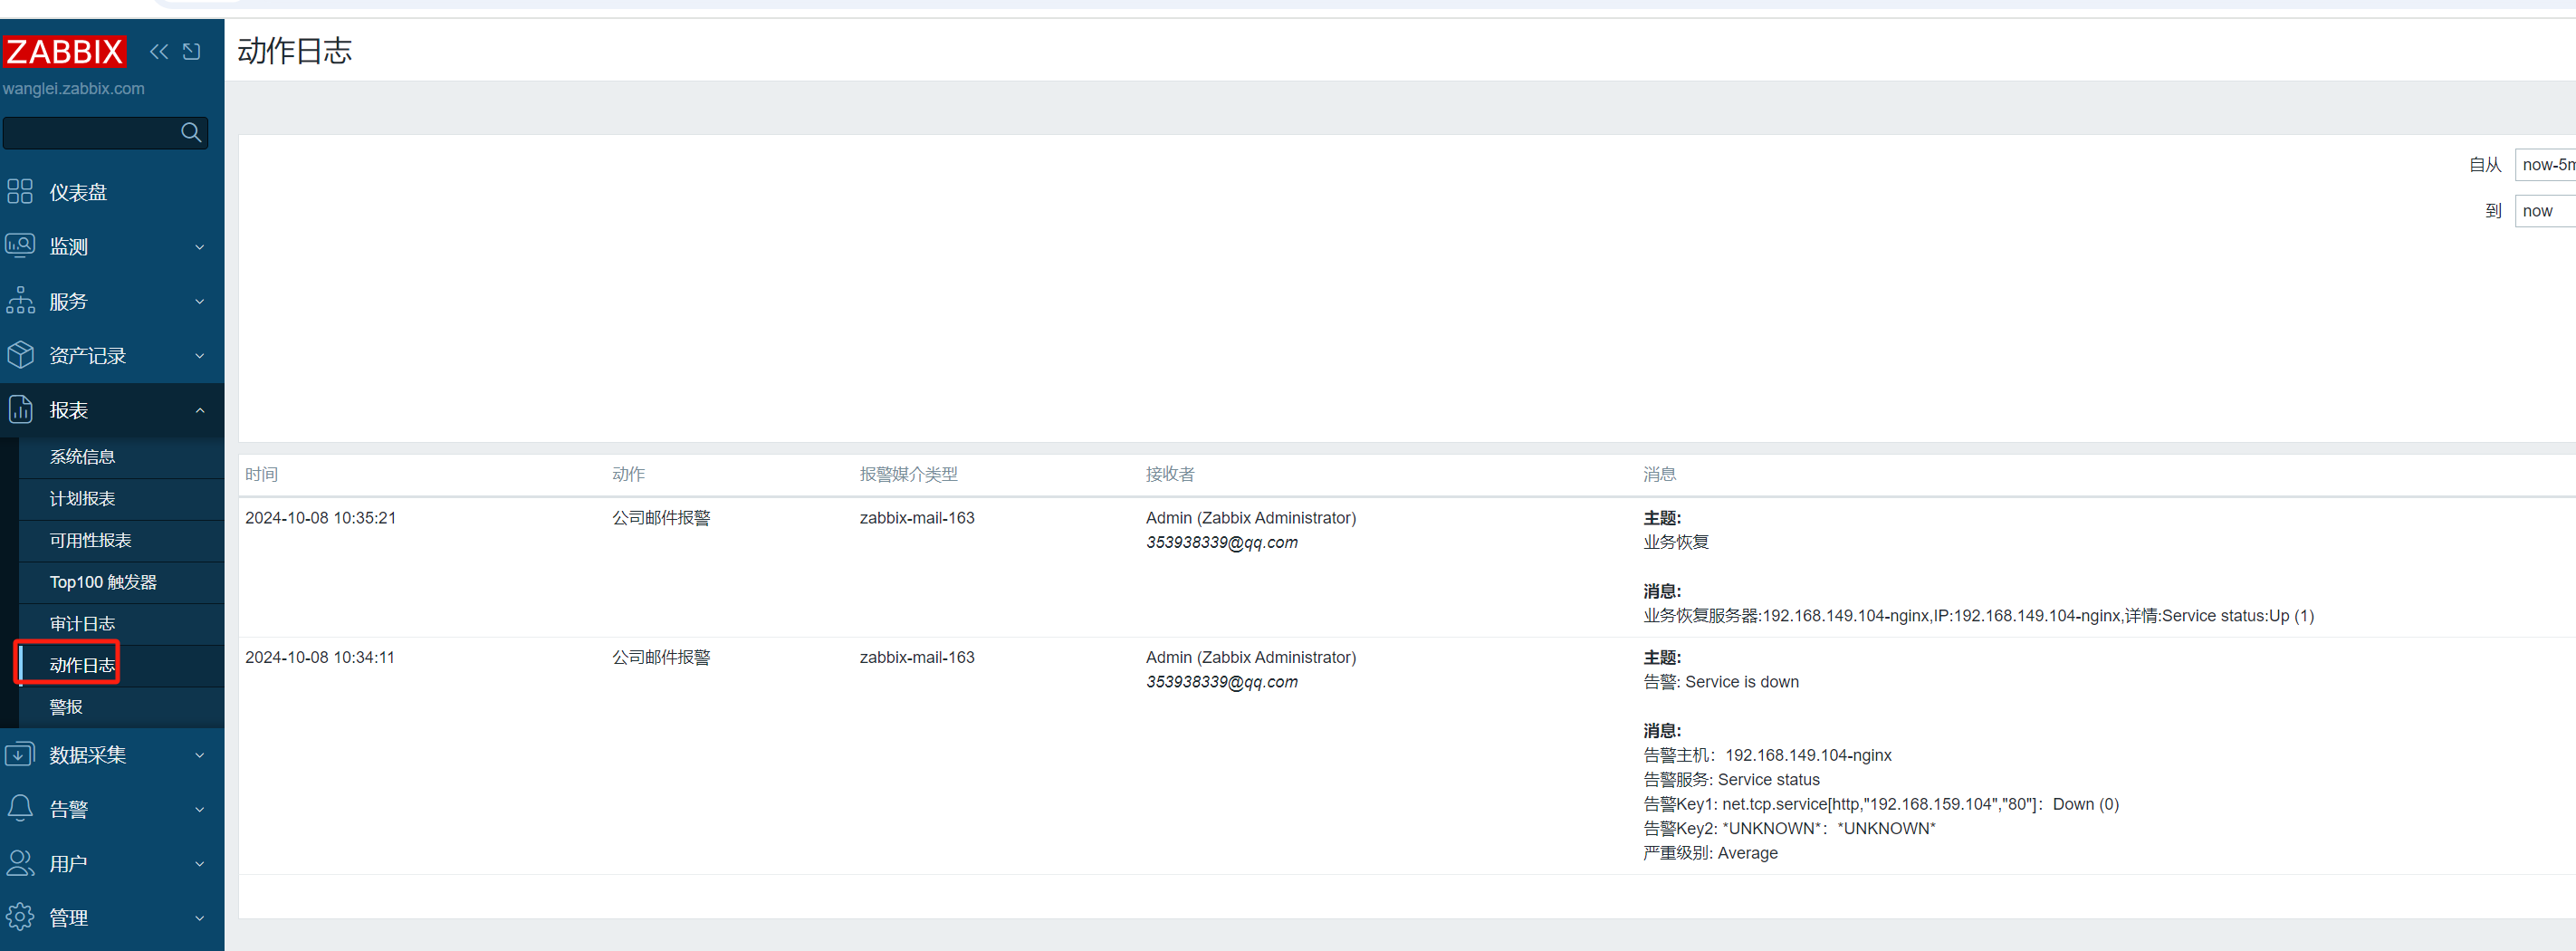 ZABBIX
动作日志
wanglei.zabbix.com
自从 now-5m
到 now
仪表盘
监测
服务
资产记录
报表
系统信息
计划报表
可用性报表
Top100 触发器
审计日志
动作日志
警报
数据采集
告警
用户
管理
时间 动作 报警媒介类型 接收者 消息
2024-10-08 10:35:21 公司邮件报警 zabbix-mail-163 Admin (Zabbix Administrator)
353938339@qq.com
主题:
业务恢复
消息:
业务恢复服务器:192.168.149.104-nginx,IP:192.168.149.104-nginx,详情:Service status:Up (1)
2024-10-08 10:34:11 公司邮件报警 zabbix-mail-163 Admin (Zabbix Administrator)
353938339@qq.com
主题:
告警: Service is down
消息:
告警主机：192.168.149.104-nginx
告警服务: Service status
告警Key1: net.tcp.service[http,"192.168.159.104","80"]：Down (0)
告警Key2: *UNKNOWN*：*UNKNOWN*
严重级别: Average